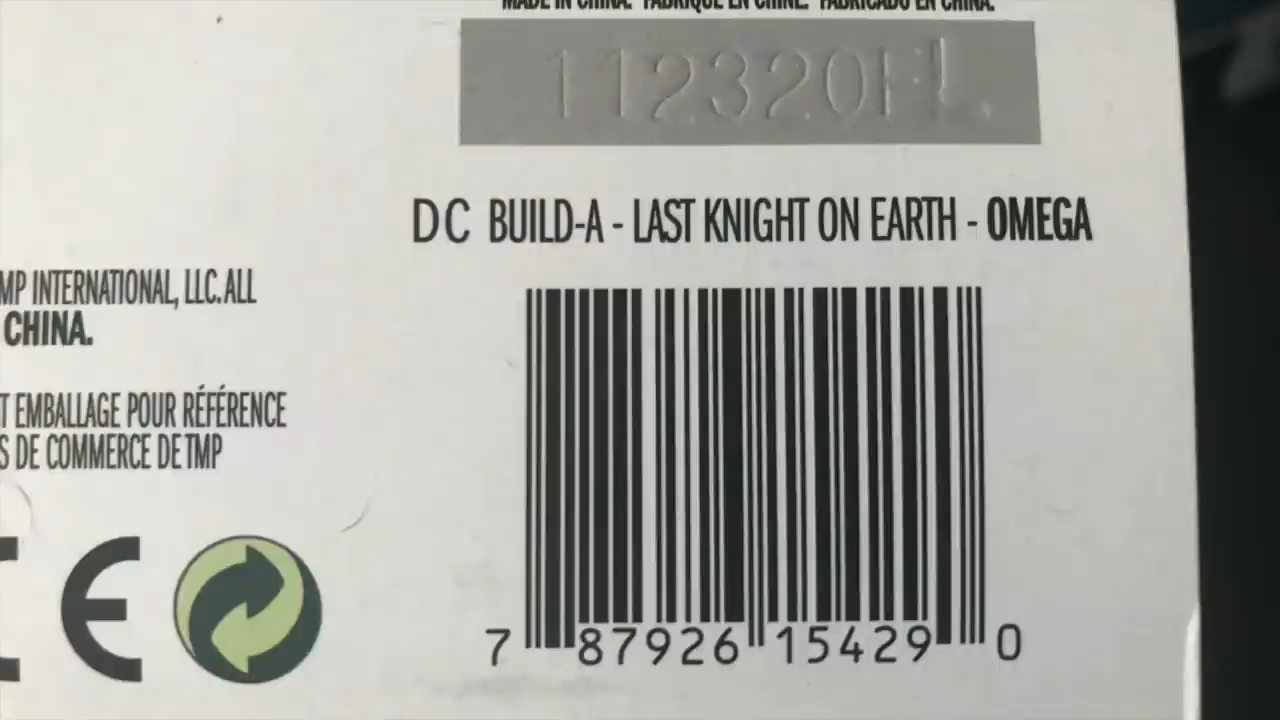 MADE IN CHINA. FABRIQUÉ EN CHINE. FABRICADO EN CHINA.
112320FL
DC BUILD-A - LAST KNIGHT ON EARTH - OMEGA
MP INTERNATIONAL, LLC. ALL
CHINA.
T EMBALLAGE POUR RÉFÉRENCE
S DE COMMERCE DE TMP
CE
7 87926 15429 0